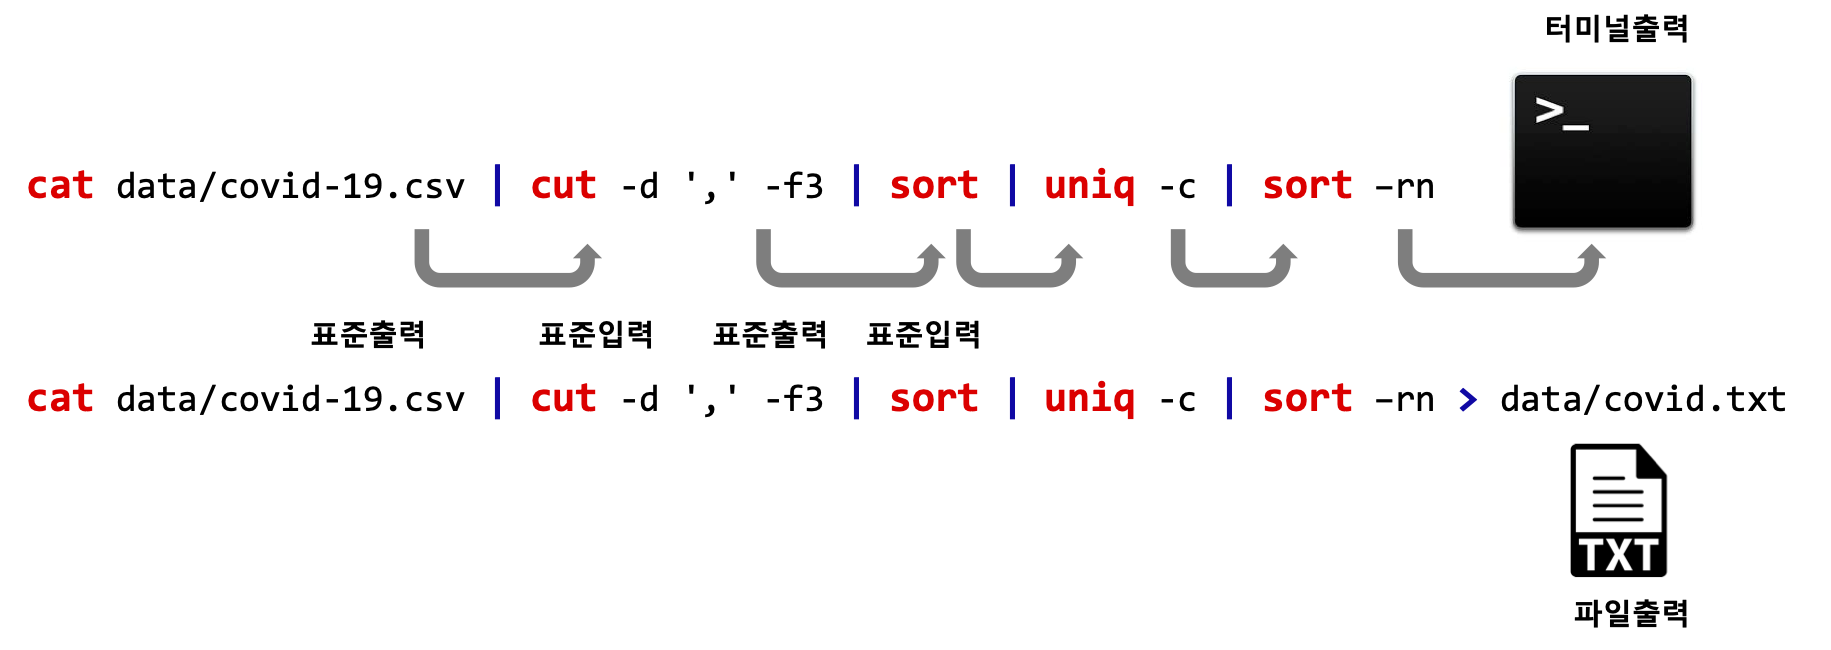 터미널출력
>_
cat data/covid-19.csv | cut -d ',' -f3 | sort | uniq -c | sort –rn
표준출력 표준입력 표준출력 표준입력
cat data/covid-19.csv | cut -d ',' -f3 | sort | uniq -c | sort –rn > data/covid.txt
TXT
파일출력